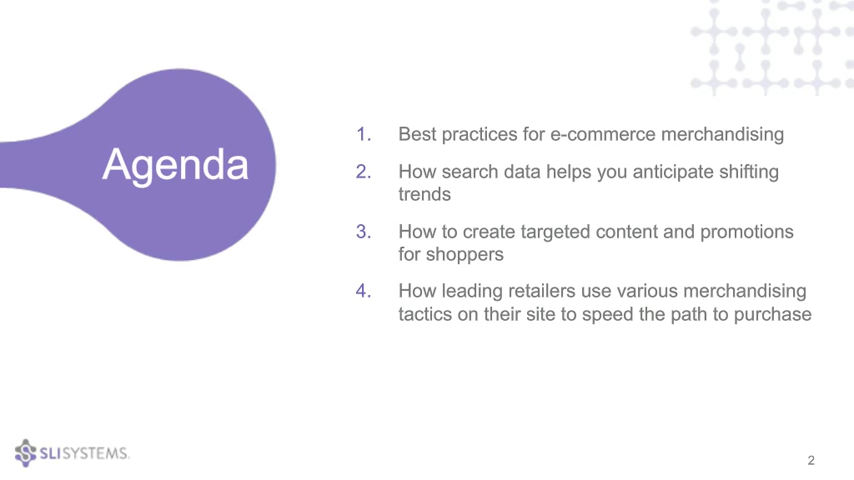 Agenda
1. Best practices for e-commerce merchandising
2. How search data helps you anticipate shifting
trends
3. How to create targeted content and promotions
for shoppers
4. How leading retailers use various merchandising
tactics on their site to speed the path to purchase
SLISYSTEMS.
2